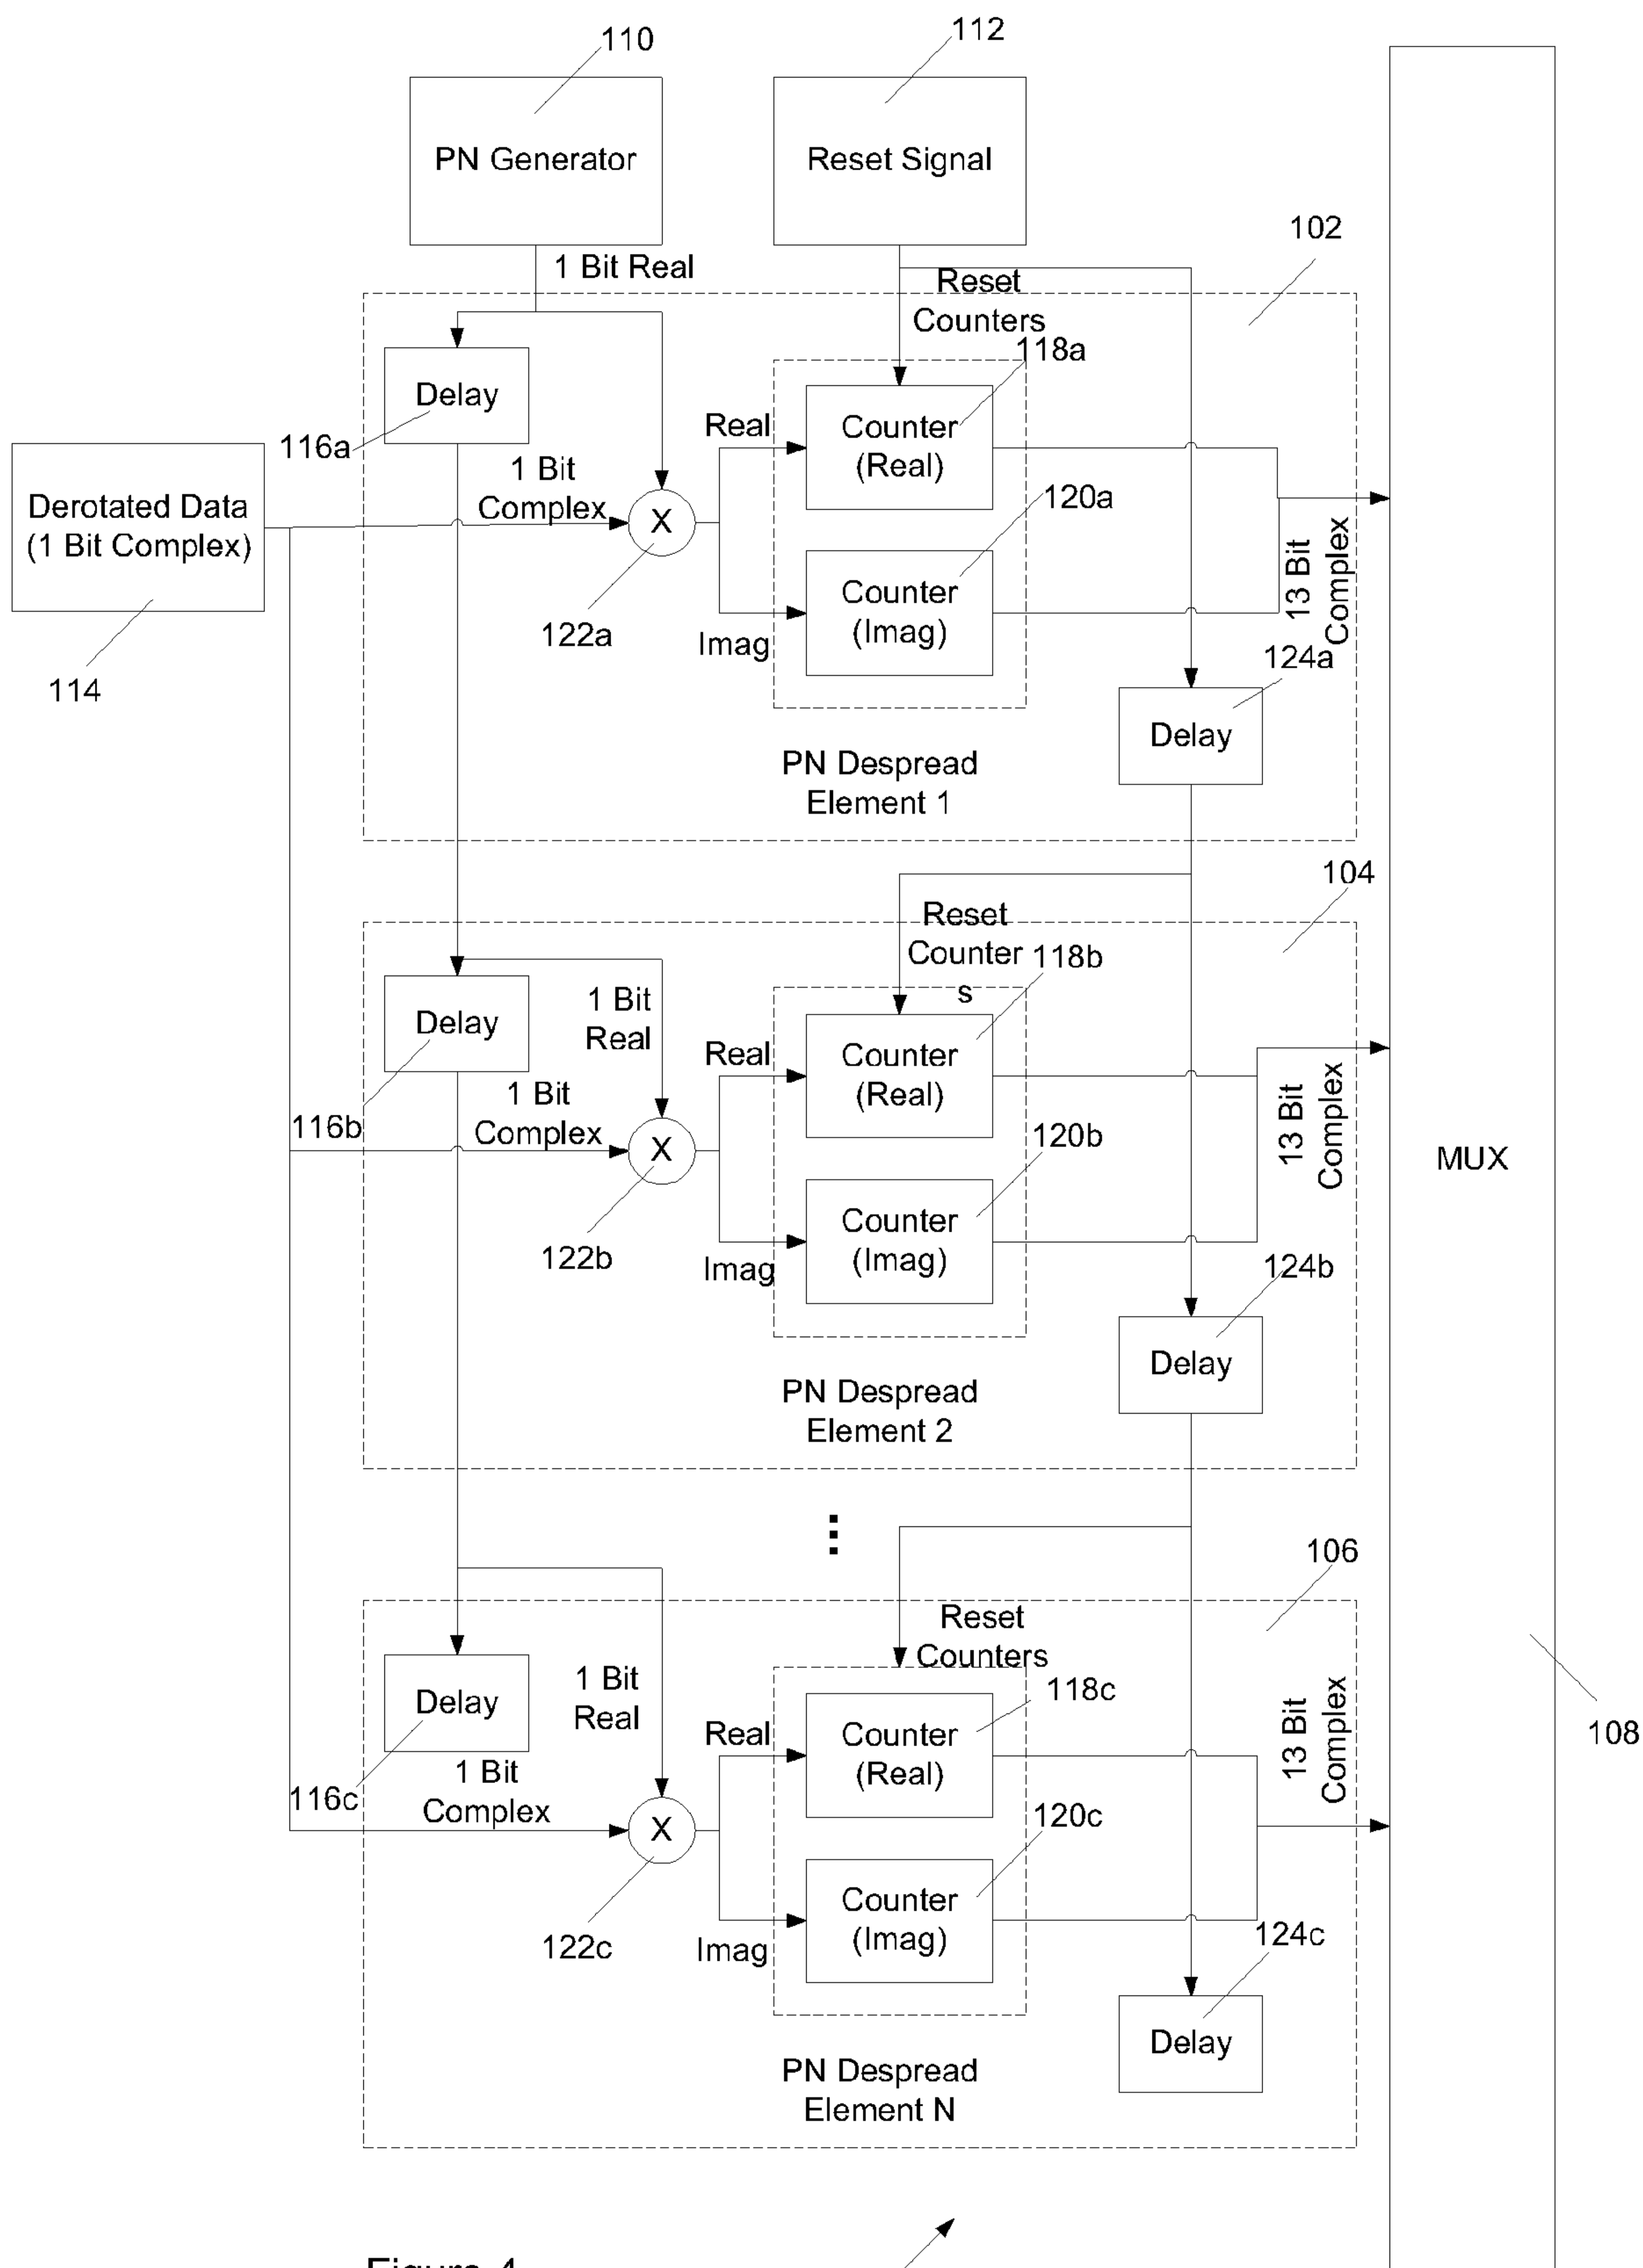 110
112
PN Generator
Reset Signal
102
1 Bit Real
Reset
Counters
118a
Delay
116a
Real
Counter
(Real)
1 Bit
Complex
Derotated Data
(1 Bit Complex)
X
120a
13 Bit
Complex
Counter
(Imag)
122a
Imag
114
124a
Delay
PN Despread
Element 1
104
Reset
Counter
s
118b
Delay
1 Bit
Real
Real
Counter
(Real)
116b
1 Bit
Complex
X
120b
13 Bit
Complex
MUX
Counter
(Imag)
122b
Imag
124b
Delay
PN Despread
Element 2
106
Reset
Counters
118c
Delay
1 Bit
Real
Real
Counter
(Real)
13 Bit
Complex
108
116c
1 Bit
Complex
X
120c
Counter
(Imag)
122c
Imag
124c
Delay
PN Despread
Element N